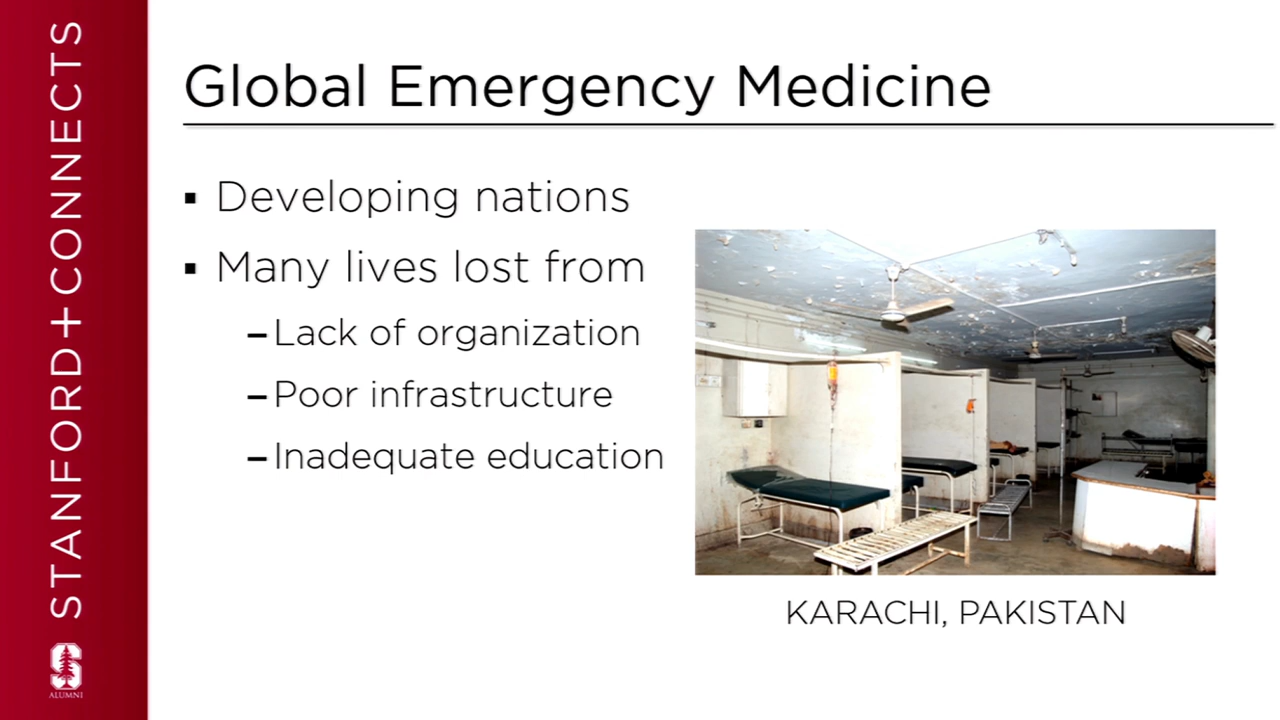 STANFORD+CONNECTS
S
ALUMNI
Global Emergency Medicine
▪ Developing nations
▪ Many lives lost from
–Lack of organization
–Poor infrastructure
–Inadequate education
KARACHI, PAKISTAN